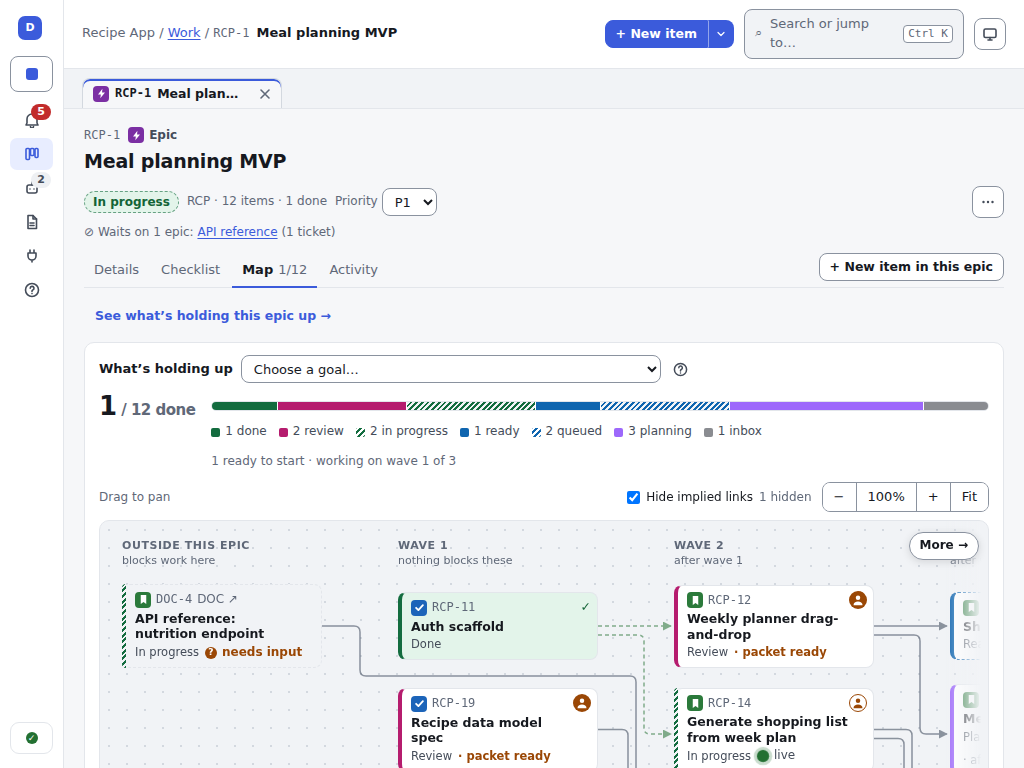 D
Recipe App / Work / RCP-1 Meal planning MVP
+ New item
Search or jump to…
Ctrl K
5
2
RCP-1 Meal plan…
RCP-1 Epic
Meal planning MVP
In progress RCP · 12 items · 1 done Priority P1
Waits on 1 epic: API reference (1 ticket)
Details Checklist Map 1/12 Activity
+ New item in this epic
See what’s holding this epic up →
What’s holding up Choose a goal…
1 / 12 done
1 done 2 review 2 in progress 1 ready 2 queued 3 planning 1 inbox
1 ready to start · working on wave 1 of 3
Drag to pan
Hide implied links 1 hidden
− 100% + Fit
OUTSIDE THIS EPIC
blocks work here
WAVE 1
nothing blocks these
WAVE 2
after wave 1
More →
after
DOC-4 DOC ↗
API reference:
nutrition endpoint
In progress ? needs input
RCP-11 ✓
Auth scaffold
Done
RCP-12
Weekly planner drag-
and-drop
Review · packet ready
RCP-19
Recipe data model
spec
Review · packet ready
RCP-14
Generate shopping list
from week plan
In progress live